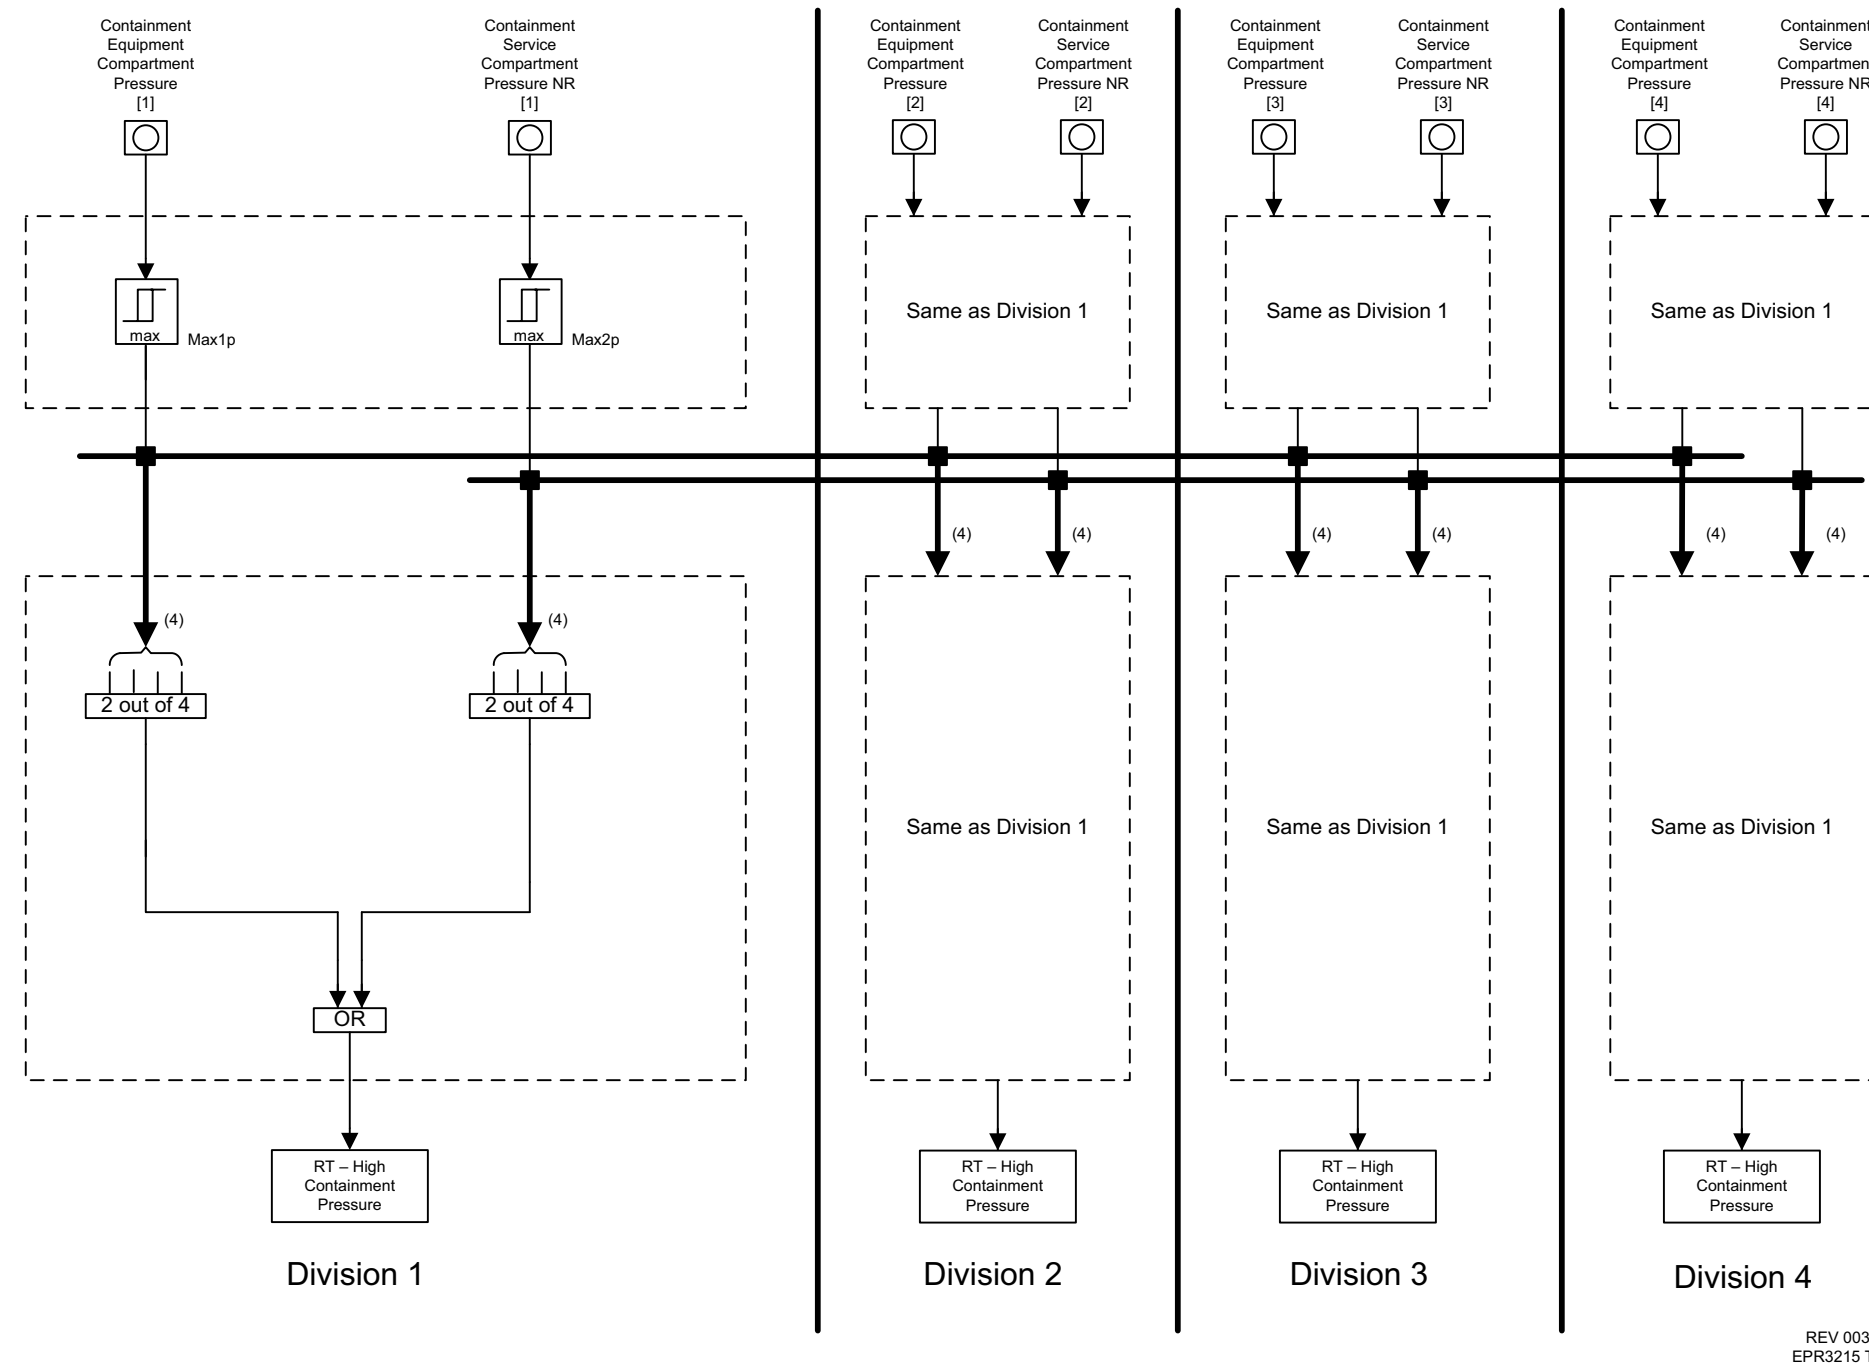 Containment
Equipment
Compartment
Pressure
[1]
Containment
Service
Compartment
Pressure NR
[1]
Containment
Equipment
Compartment
Pressure
[2]
Containment
Service
Compartment
Pressure NR
[2]
Containment
Equipment
Compartment
Pressure
[3]
Containment
Service
Compartment
Pressure NR
[3]
Containment
Equipment
Compartment
Pressure
[4]
Containment
Service
Compartmen
Pressure NR
[4]
max
Max1p
max
Max2p
Same as Division 1
Same as Division 1
Same as Division 1
(4)
(4)
(4)
(4)
(4)
(4)
(4)
(4)
2 out of 4
2 out of 4
Same as Division 1
Same as Division 1
Same as Division 1
OR
RT – High
Containment
Pressure
RT – High
Containment
Pressure
RT – High
Containment
Pressure
RT – High
Containment
Pressure
Division 1
Division 2
Division 3
Division 4
REV 003
EPR3215 T